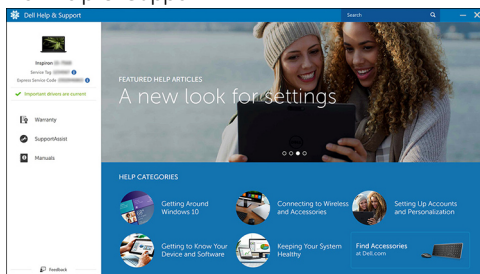 Dell Help & Support
Search
Inspiron
Service Tag
Express Service Code
Important drivers are current
Warranty
SupportAssist
Manuals
Feedback
FEATURED HELP ARTICLES
A new look for settings
HELP CATEGORIES
Getting Around
Windows 10
Connecting to Wireless
and Accessories
Setting Up Accounts
and Personalization
Getting to Know Your
Device and Software
Keeping Your System
Healthy
Find Accessories
at Dell.com